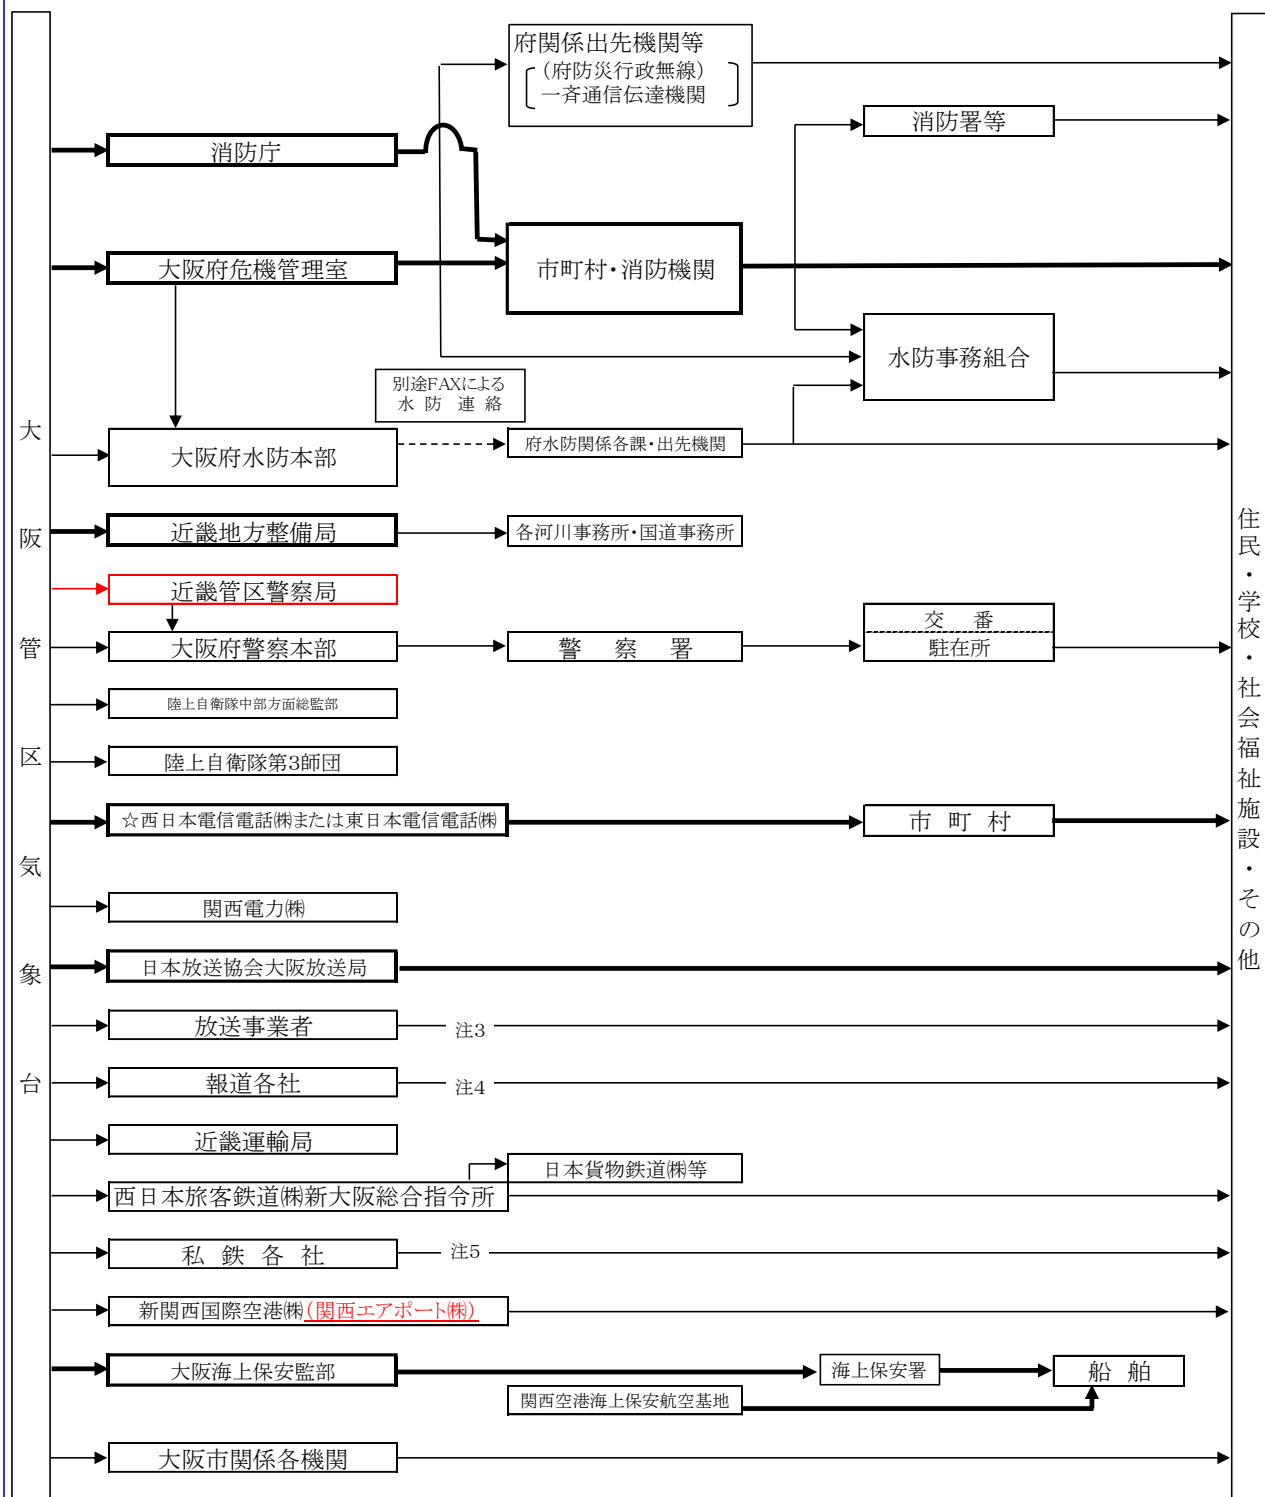 大阪管区気象台
府関係出先機関等
（府防災行政無線）
一斉通信伝達機関
消防署等
消防庁
大阪府危機管理室
市町村・消防機関
水防事務組合
別途FAXによる
水防連絡
大阪府水防本部
府水防関係各課・出先機関
近畿地方整備局
各河川事務所・国道事務所
近畿管区警察局
大阪府警察本部
警察署
交番
駐在所
陸上自衛隊中部方面総監部
陸上自衛隊第3師団
☆西日本電信電話㈱または東日本電信電話㈱
市町村
関西電力㈱
日本放送協会大阪放送局
放送事業者
注3
報道各社
注4
近畿運輸局
日本貨物鉄道㈱等
西日本旅客鉄道㈱新大阪総合指令所
私鉄各社
注5
新関西国際空港㈱（関西エアポート㈱）
大阪海上保安監部
海上保安署
船舶
関西空港海上保安航空基地
大阪市関係各機関
住民・学校・社会福祉施設・その他